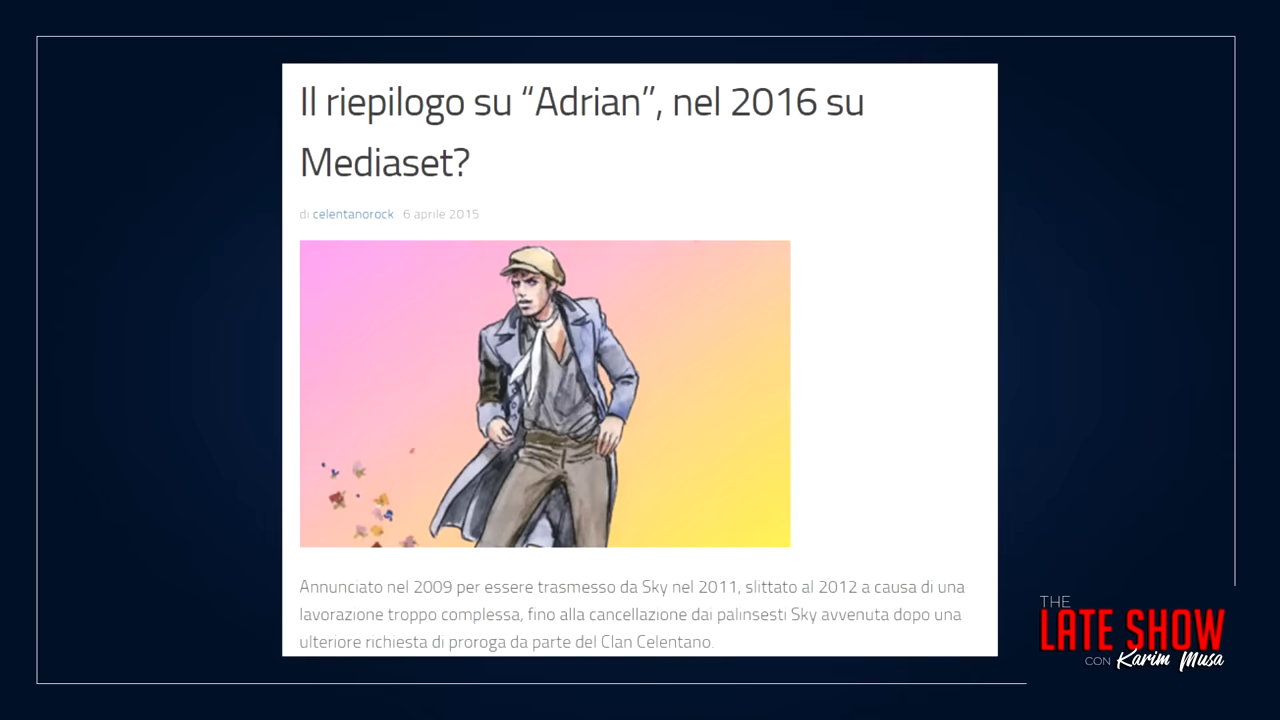 Il riepilogo su “Adrian”, nel 2016 su
Mediaset?
di celentanorock 6 aprile 2015
Annunciato nel 2009 per essere trasmesso da Sky nel 2011, slittato al 2012 a causa di una
lavorazione troppo complessa, fino alla cancellazione dai palinsesti Sky avvenuta dopo una
ulteriore richiesta di proroga da parte del Clan Celentano.
THE
LATE SHOW
CON Karim Musa